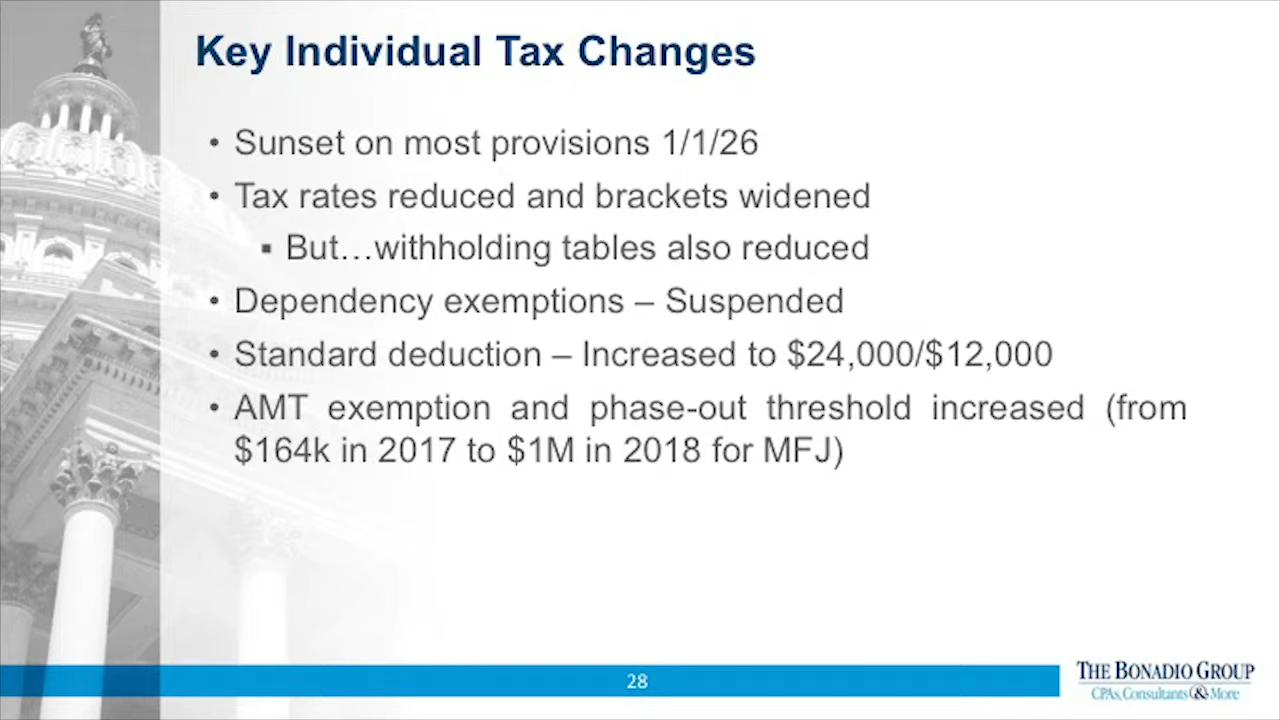 Key Individual Tax Changes
• Sunset on most provisions 1/1/26
• Tax rates reduced and brackets widened
▪ But…withholding tables also reduced
• Dependency exemptions – Suspended
• Standard deduction – Increased to $24,000/$12,000
• AMT exemption and phase-out threshold increased (from
$164k in 2017 to $1M in 2018 for MFJ)
28
THE BONADIO GROUP
CPAs, Consultants & More